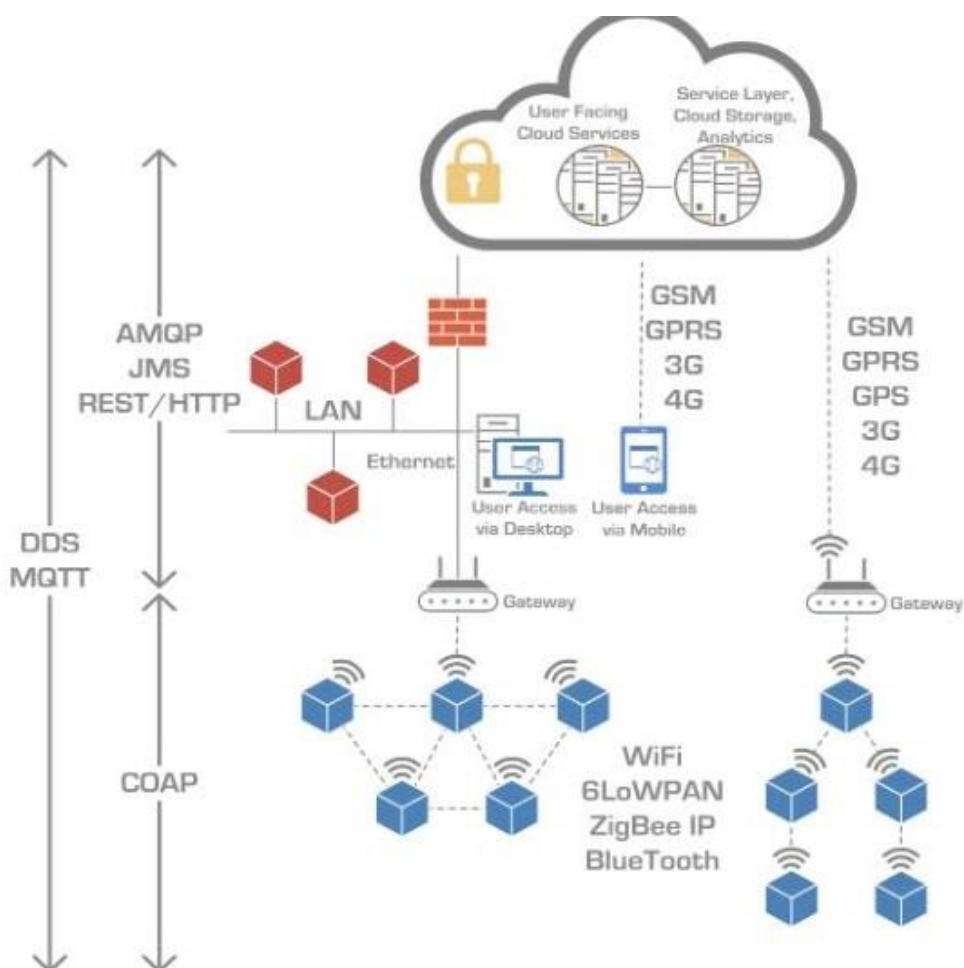 User Facing
Cloud Services
Service Layer,
Cloud Storage,
Analytics
AMQP
JMS
REST/HTTP
LAN
Ethernet
User Access
via Desktop
GSM
GPRS
3G
4G
User Access
via Mobile
GSM
GPRS
GPS
3G
4G
DDS
MQTT
Gateway
Gateway
COAP
WiFi
6LoWPAN
ZigBee IP
BlueTooth